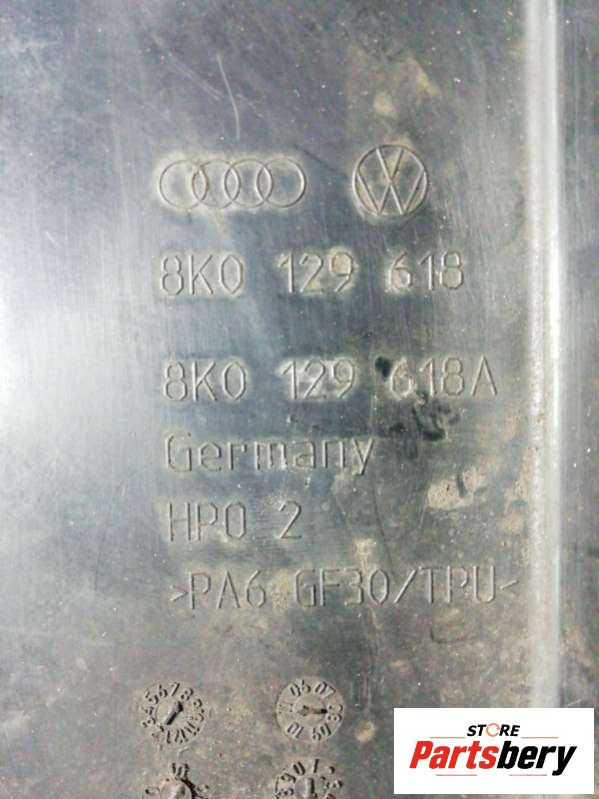 8K0 129 618
8K0 129 618A
Germany
HPO 2
>PA6 GF30/TPU<
STORE
Partsbery